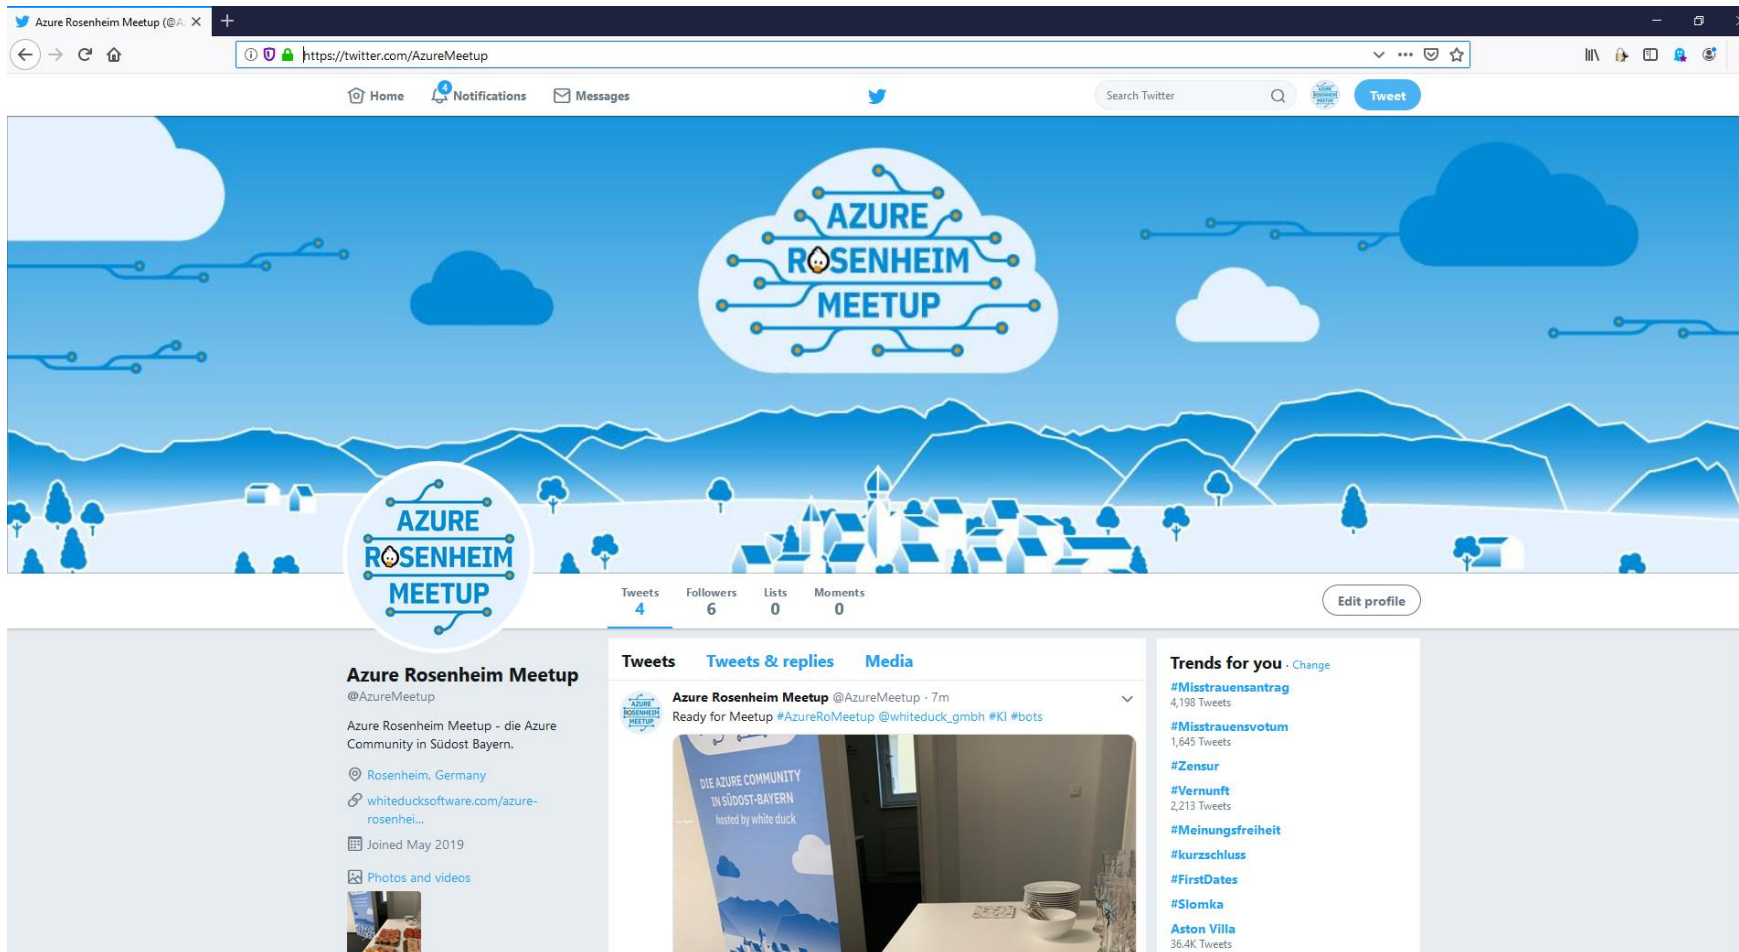 Azure Rosenheim Meetup (@A
https://twitter.com/AzureMeetup
Home
4
Notifications
Messages
Search Twitter
Tweet
AZURE
ROSENHEIM
MEETUP
AZURE
ROSENHEIM
MEETUP
Tweets Followers Lists Moments
4 6 0 0
Edit profile
Azure Rosenheim Meetup
@AzureMeetup
Azure Rosenheim Meetup - die Azure
Community in Südost Bayern.
Rosenheim, Germany
whiteducksoftware.com/azure-
rosenhei...
Joined May 2019
Photos and videos
Tweets Tweets & replies Media
AZURE
ROSENHEIM
MEETUP
Azure Rosenheim Meetup @AzureMeetup · 7m
Ready for Meetup #AzureRoMeetup @whiteduck_gmbh #KI #bots
DIE AZURE COMMUNITY
IN SÜDOST-BAYERN
hosted by white duck
Trends for you · Change
#Misstrauensantrag
4,198 Tweets
#Misstrauensvotum
1,645 Tweets
#Zensur
#Vernunft
2,213 Tweets
#Meinungsfreiheit
#kurzschluss
#FirstDates
#Slomka
Aston Villa
36.4K Tweets